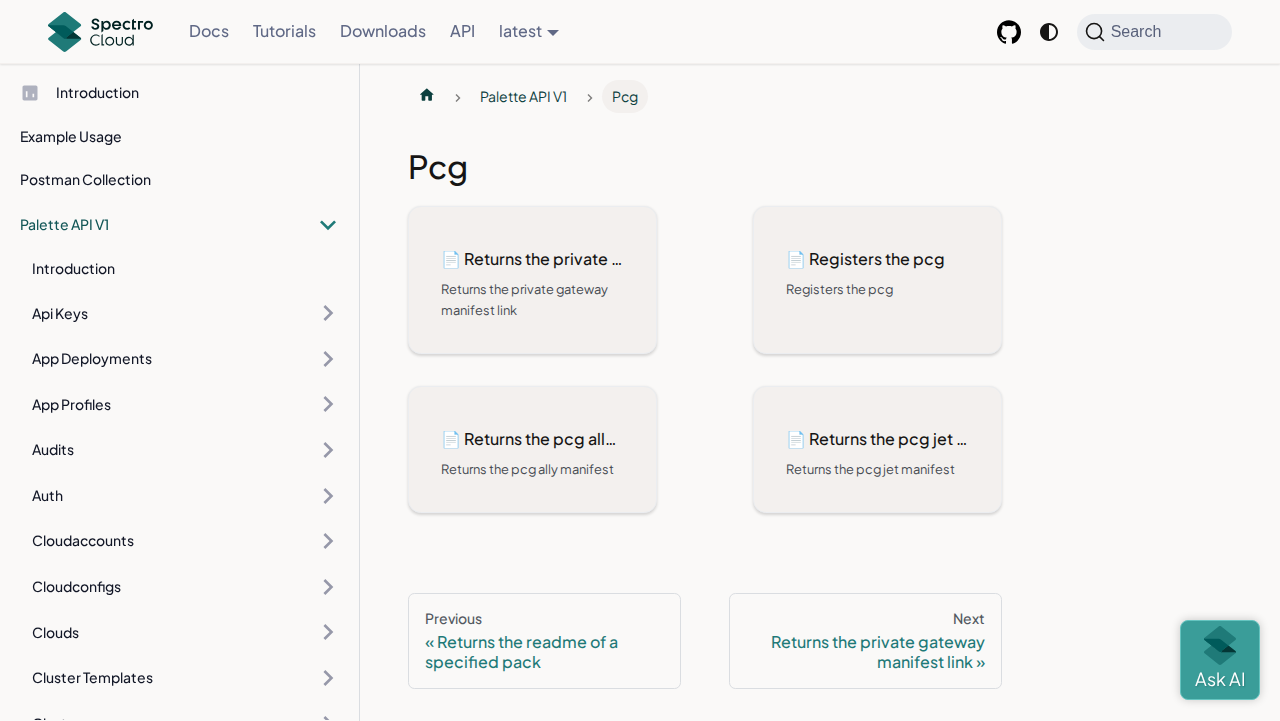 Spectro
Cloud
Docs
Tutorials
Downloads
API
latest
Search
Introduction
Example Usage
Postman Collection
Palette API V1
Introduction
Api Keys
App Deployments
App Profiles
Audits
Auth
Cloudaccounts
Cloudconfigs
Clouds
Cluster Templates
Palette API V1
Pcg
Pcg
Returns the private ...
Returns the private gateway
manifest link
Registers the pcg
Registers the pcg
Returns the pcg all...
Returns the pcg ally manifest
Returns the pcg jet ...
Returns the pcg jet manifest
Previous
« Returns the readme of a
specified pack
Next
Returns the private gateway
manifest link »
Ask AI